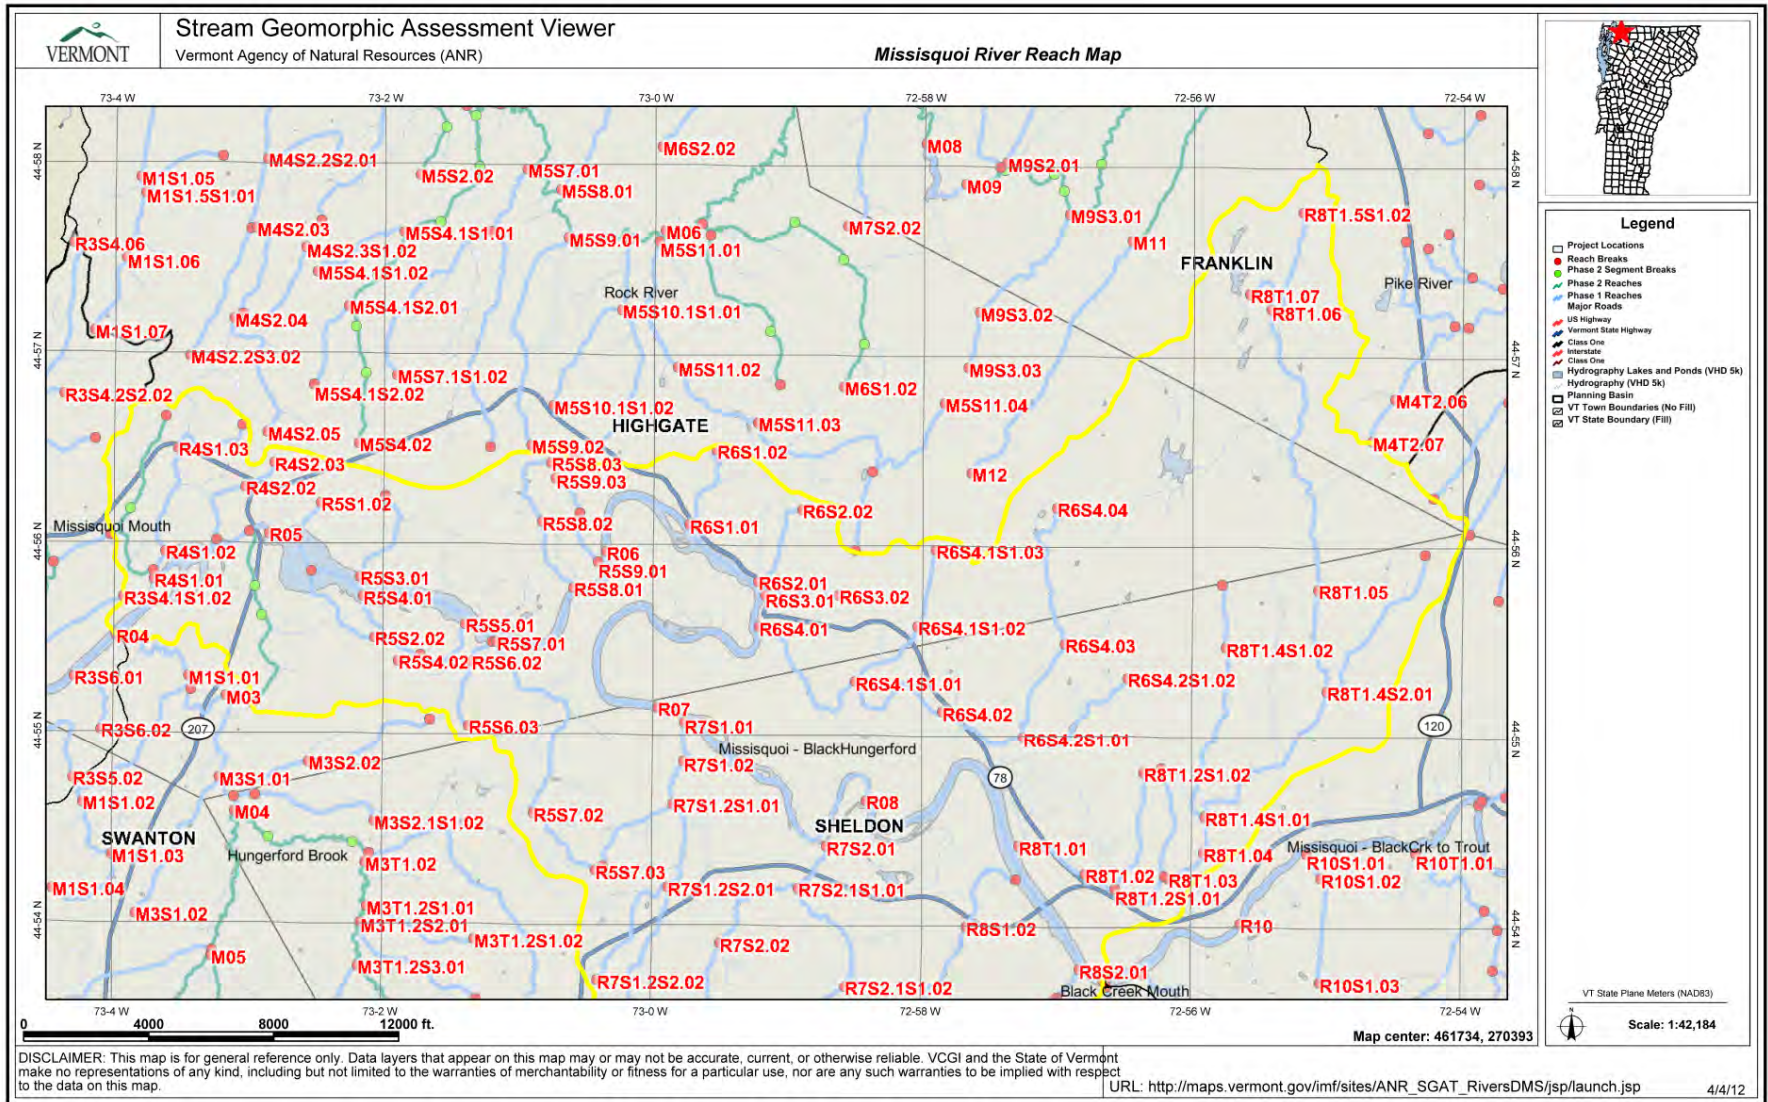 VERMONT
Stream Geomorphic Assessment Viewer
Vermont Agency of Natural Resources (ANR)
Missisquoi River Reach Map
73-4 W
73-2 W
73-0 W
72-58 W
72-56 W
72-54 W
44-58 N
44-58 N
M4S2.2S2.01
M6S2.02
M08
M9S2.01
M1S1.05
M5S2.02
M5S7.01
M09
M1S1.5S1.01
M5S8.01
M9S3.01
R8T1.5S1.02
M4S2.03
M5S4.1S1.01
M5S9.01
M06
M7S2.02
R3S4.06
M4S2.3S1.02
M5S11.01
M11
M1S1.06
M5S4.1S1.02
FRANKLIN
Rock River
Pike River
R8T1.07
M5S4.1S2.01
M5S10.1S1.01
R8T1.06
M4S2.04
M9S3.02
M1S1.07
44-57 N
44-57 N
M4S2.2S3.02
M5S7.1S1.02
M5S11.02
M9S3.03
R3S4.2S2.02
M5S4.1S2.02
M6S1.02
M5S10.1S1.02
M5S11.04
M4T2.06
HIGHGATE
M5S11.03
M4S2.05
M5S4.02
M5S9.02
R4S1.03
R6S1.02
M4T2.07
R4S2.03
R5S8.03
R5S9.03
M12
R4S2.02
R5S1.02
R6S2.02
R6S4.04
Missisquoi Mouth
R5S8.02
R6S1.01
44-56 N
44-56 N
R05
R4S1.02
R06
R6S4.1S1.03
R5S9.01
R4S1.01
R5S3.01
R5S8.01
R6S2.01
R3S4.1S1.02
R5S4.01
R6S3.01
R6S3.02
R8T1.05
R04
R5S5.01
R6S4.01
R6S4.1S1.02
R5S2.02
R5S7.01
R6S4.03
R5S4.02
R5S6.02
R8T1.4S1.02
R3S6.01
M1S1.01
R6S4.1S1.01
R6S4.2S1.02
M03
R8T1.4S2.01
R07
R6S4.02
44-55 N
44-55 N
R3S6.02
207
R5S6.03
R7S1.01
120
R6S4.2S1.01
Missisquoi - BlackHungerford
M3S2.02
R7S1.02
R3S5.02
M3S1.01
78
R8T1.2S1.02
M1S1.02
R7S1.2S1.01
R08
M04
R5S7.02
M3S2.1S1.02
SHELDON
R8T1.4S1.01
SWANTON
R7S2.01
R8T1.01
Missisquoi - BlackCrk to Trout
M1S1.03
Hungerford Brook
M3T1.02
R8T1.04
R10S1.01
R10T1.01
R5S7.03
R8T1.02
R8T1.03
R10S1.02
M1S1.04
R7S1.2S2.01
R7S2.1S1.01
R8T1.2S1.01
M3S1.02
M3T1.2S1.01
44-54 N
44-54 N
M3T1.2S2.01
R8S1.02
R10
M3T1.2S1.02
R7S2.02
M05
M3T1.2S3.01
R8S2.01
R7S1.2S2.02
R7S2.1S1.02
Black Creek Mouth
R10S1.03
73-4 W
73-2 W
73-0 W
72-58 W
72-56 W
72-54 W
0
4000
8000
12000 ft.
Map center: 461734, 270393
Legend
Project Locations
Reach Breaks
Phase 2 Segment Breaks
Phase 2 Reaches
Phase 1 Reaches
Major Roads
US Highway
Vermont State Highway
Class One
Interstate
Class One
Hydrography Lakes and Ponds (VHD 5k)
Hydrography (VHD 5k)
Planning Basin
VT Town Boundaries (No Fill)
VT State Boundary (Fill)
VT State Plane Meters (NAD83)
N
Scale: 1:42,184
DISCLAIMER: This map is for general reference only. Data layers that appear on this map may or may not be accurate, current, or otherwise reliable. VCGI and the State of Vermont
make no representations of any kind, including but not limited to the warranties of merchantability or fitness for a particular use, nor are any such warranties to be implied with respect
to the data on this map.
URL: http://maps.vermont.gov/imf/sites/ANR_SGAT_RiversDMS/jsp/launch.jsp
4/4/12